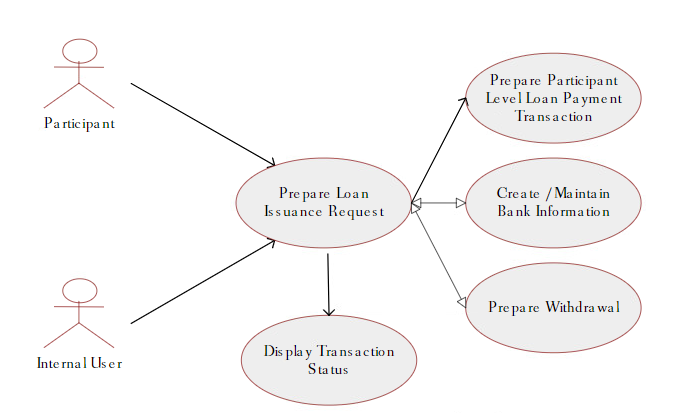 Participant
Prepare Participant
Level Loan Payment
Transaction
Prepare Loan
Issuance Request
Create /Maintain
Bank Information
Prepare Withdrawal
Internal User
Display Transaction
Status